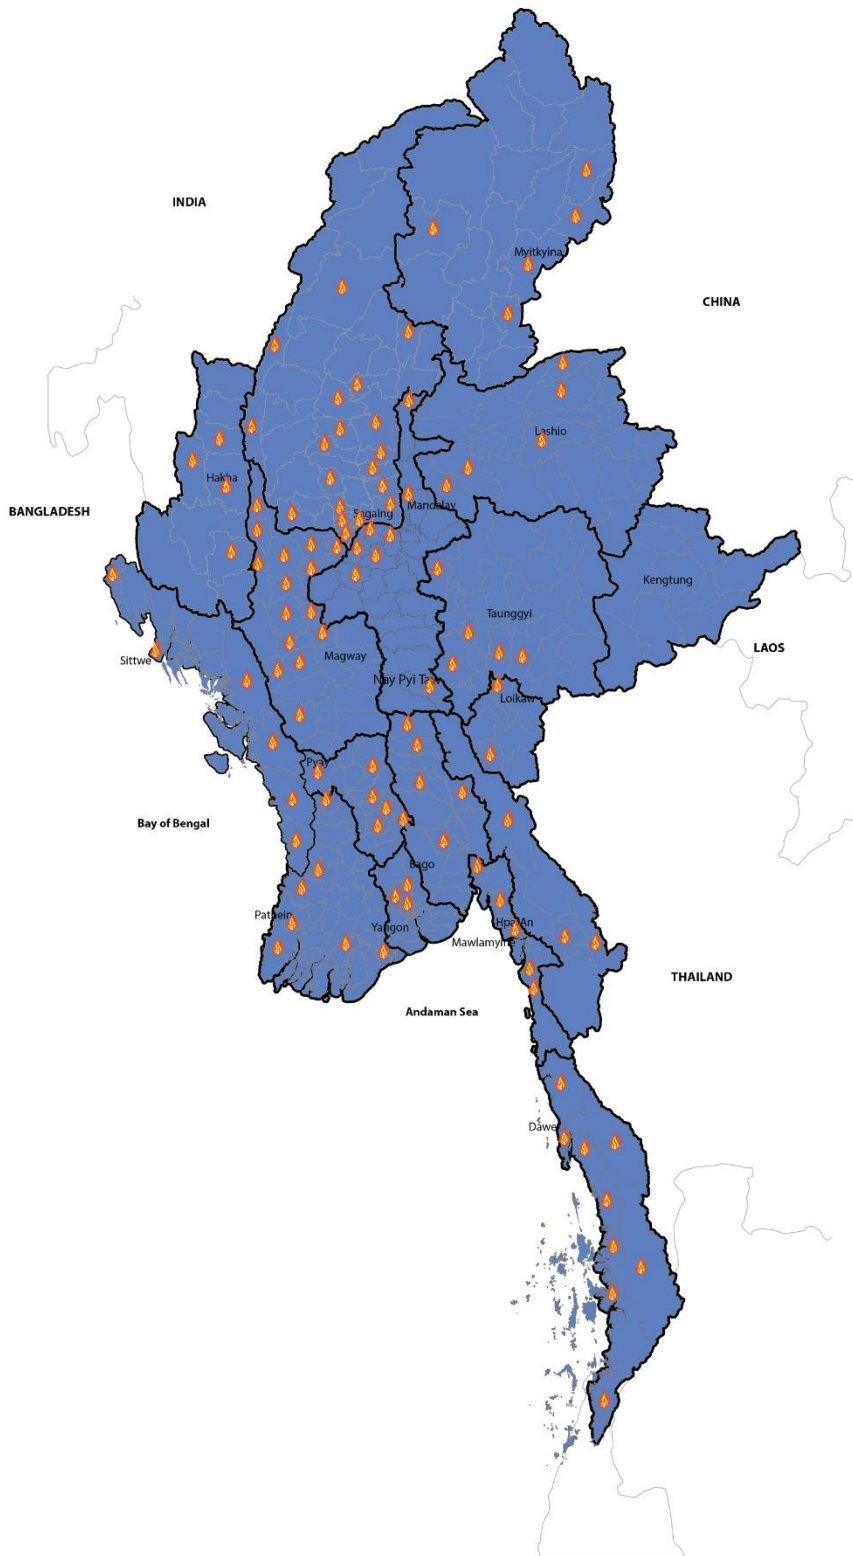 INDIA
Myitkyina
CHINA
Lashio
Hakha
Mandalay
BANGLADESH
Sagaing
Kengtung
Taunggyi
LAOS
Sittwe
Magway
Nay Pyi Taw
Loikaw
Pyay
Bay of Bengal
Bago
Pathein
Hpa-An
Yangon
Mawlamyine
THAILAND
Andaman Sea
Dawei